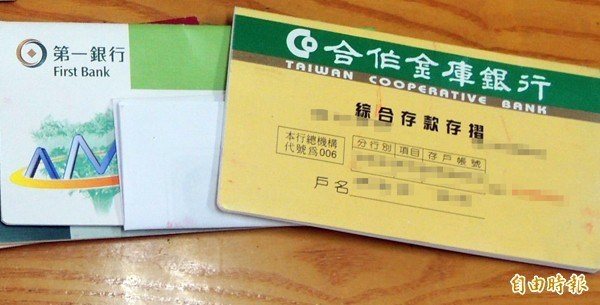 第一銀行
First Bank
AM
合作金庫銀行
TAIWAN COOPERATIVE BANK
綜合存款存摺
本行總機構
代號為006
分行別 項目 存戶帳號
戶名
自由時報